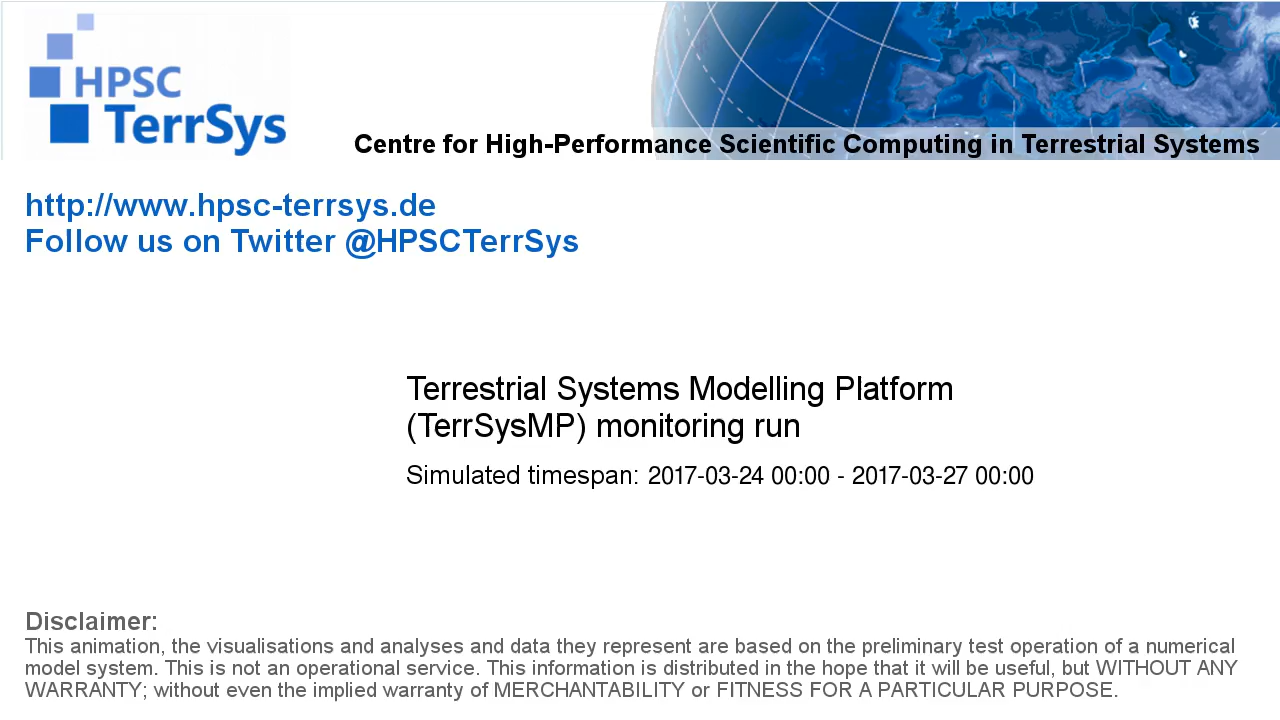 HPSC
TerrSys
Centre for High-Performance Scientific Computing in Terrestrial Systems
http://www.hpsc-terrsys.de
Follow us on Twitter @HPSCTerrSys
Terrestrial Systems Modelling Platform
(TerrSysMP) monitoring run
Simulated timespan: 2017-03-24 00:00 - 2017-03-27 00:00
Disclaimer:
This animation, the visualisations and analyses and data they represent are based on the preliminary test operation of a numerical
model system. This is not an operational service. This information is distributed in the hope that it will be useful, but WITHOUT ANY
WARRANTY; without even the implied warranty of MERCHANTABILITY or FITNESS FOR A PARTICULAR PURPOSE.